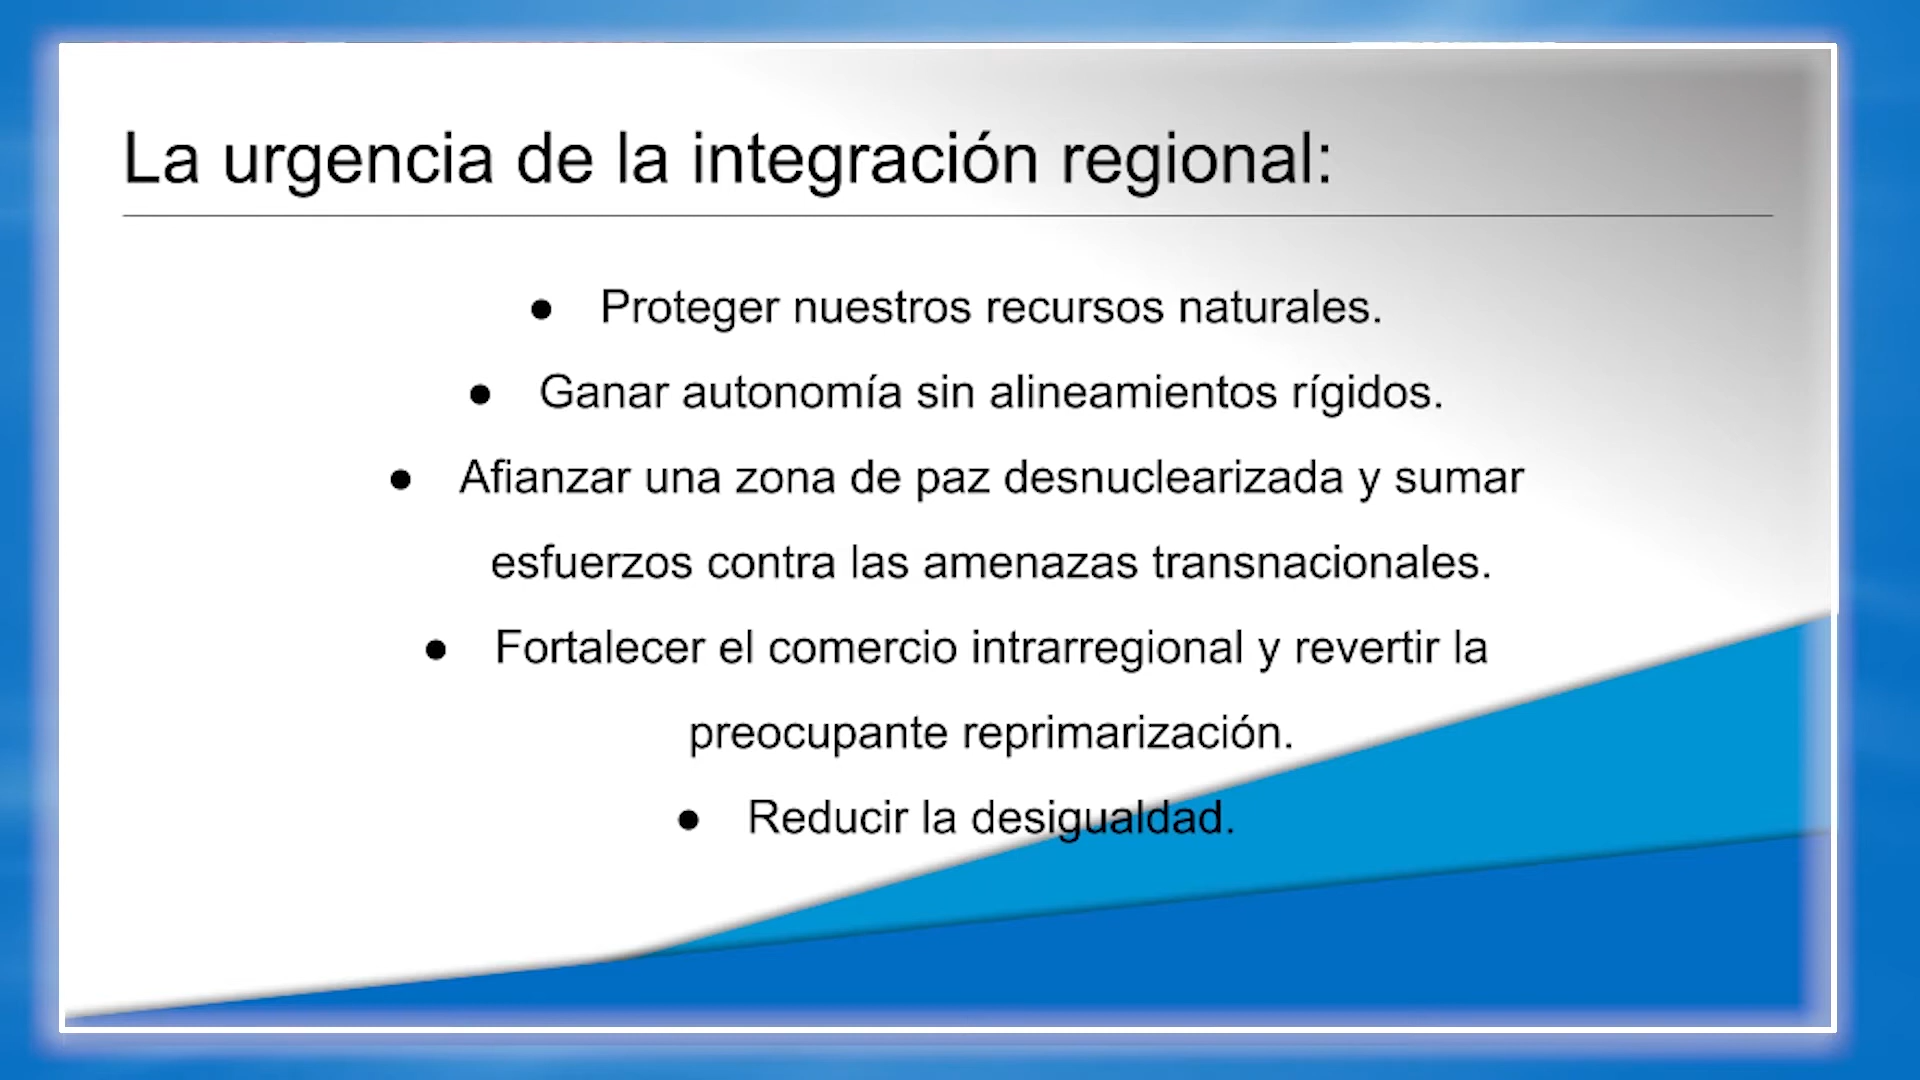 La urgencia de la integración regional:
● Proteger nuestros recursos naturales.
● Ganar autonomía sin alineamientos rígidos.
● Afianzar una zona de paz desnuclearizada y sumar
esfuerzos contra las amenazas transnacionales.
● Fortalecer el comercio intrarregional y revertir la
preocupante reprimarización.
● Reducir la desigualdad.